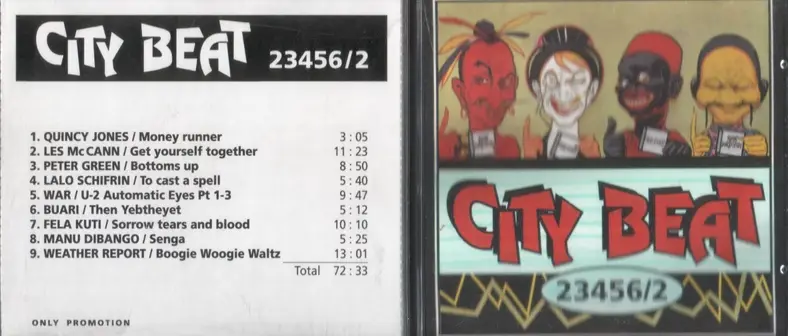 CITY BEAT 23456/2
1. QUINCY JONES / Money runner 3 : 05
2. LES McCANN / Get yourself together 11 : 23
3. PETER GREEN / Bottoms up 8 : 50
4. LALO SCHIFRIN / To cast a spell 5 : 40
5. WAR / U-2 Automatic Eyes Pt 1-3 9 : 47
6. BUARI / Then Yebtheyet 5 : 12
7. FELA KUTI / Sorrow tears and blood 10 : 10
8. MANU DIBANGO / Senga 5 : 25
9. WEATHER REPORT / Boogie Woogie Waltz 13 : 01
Total 72 : 33
ONLY PROMOTION
CITY BEAT
23456/2